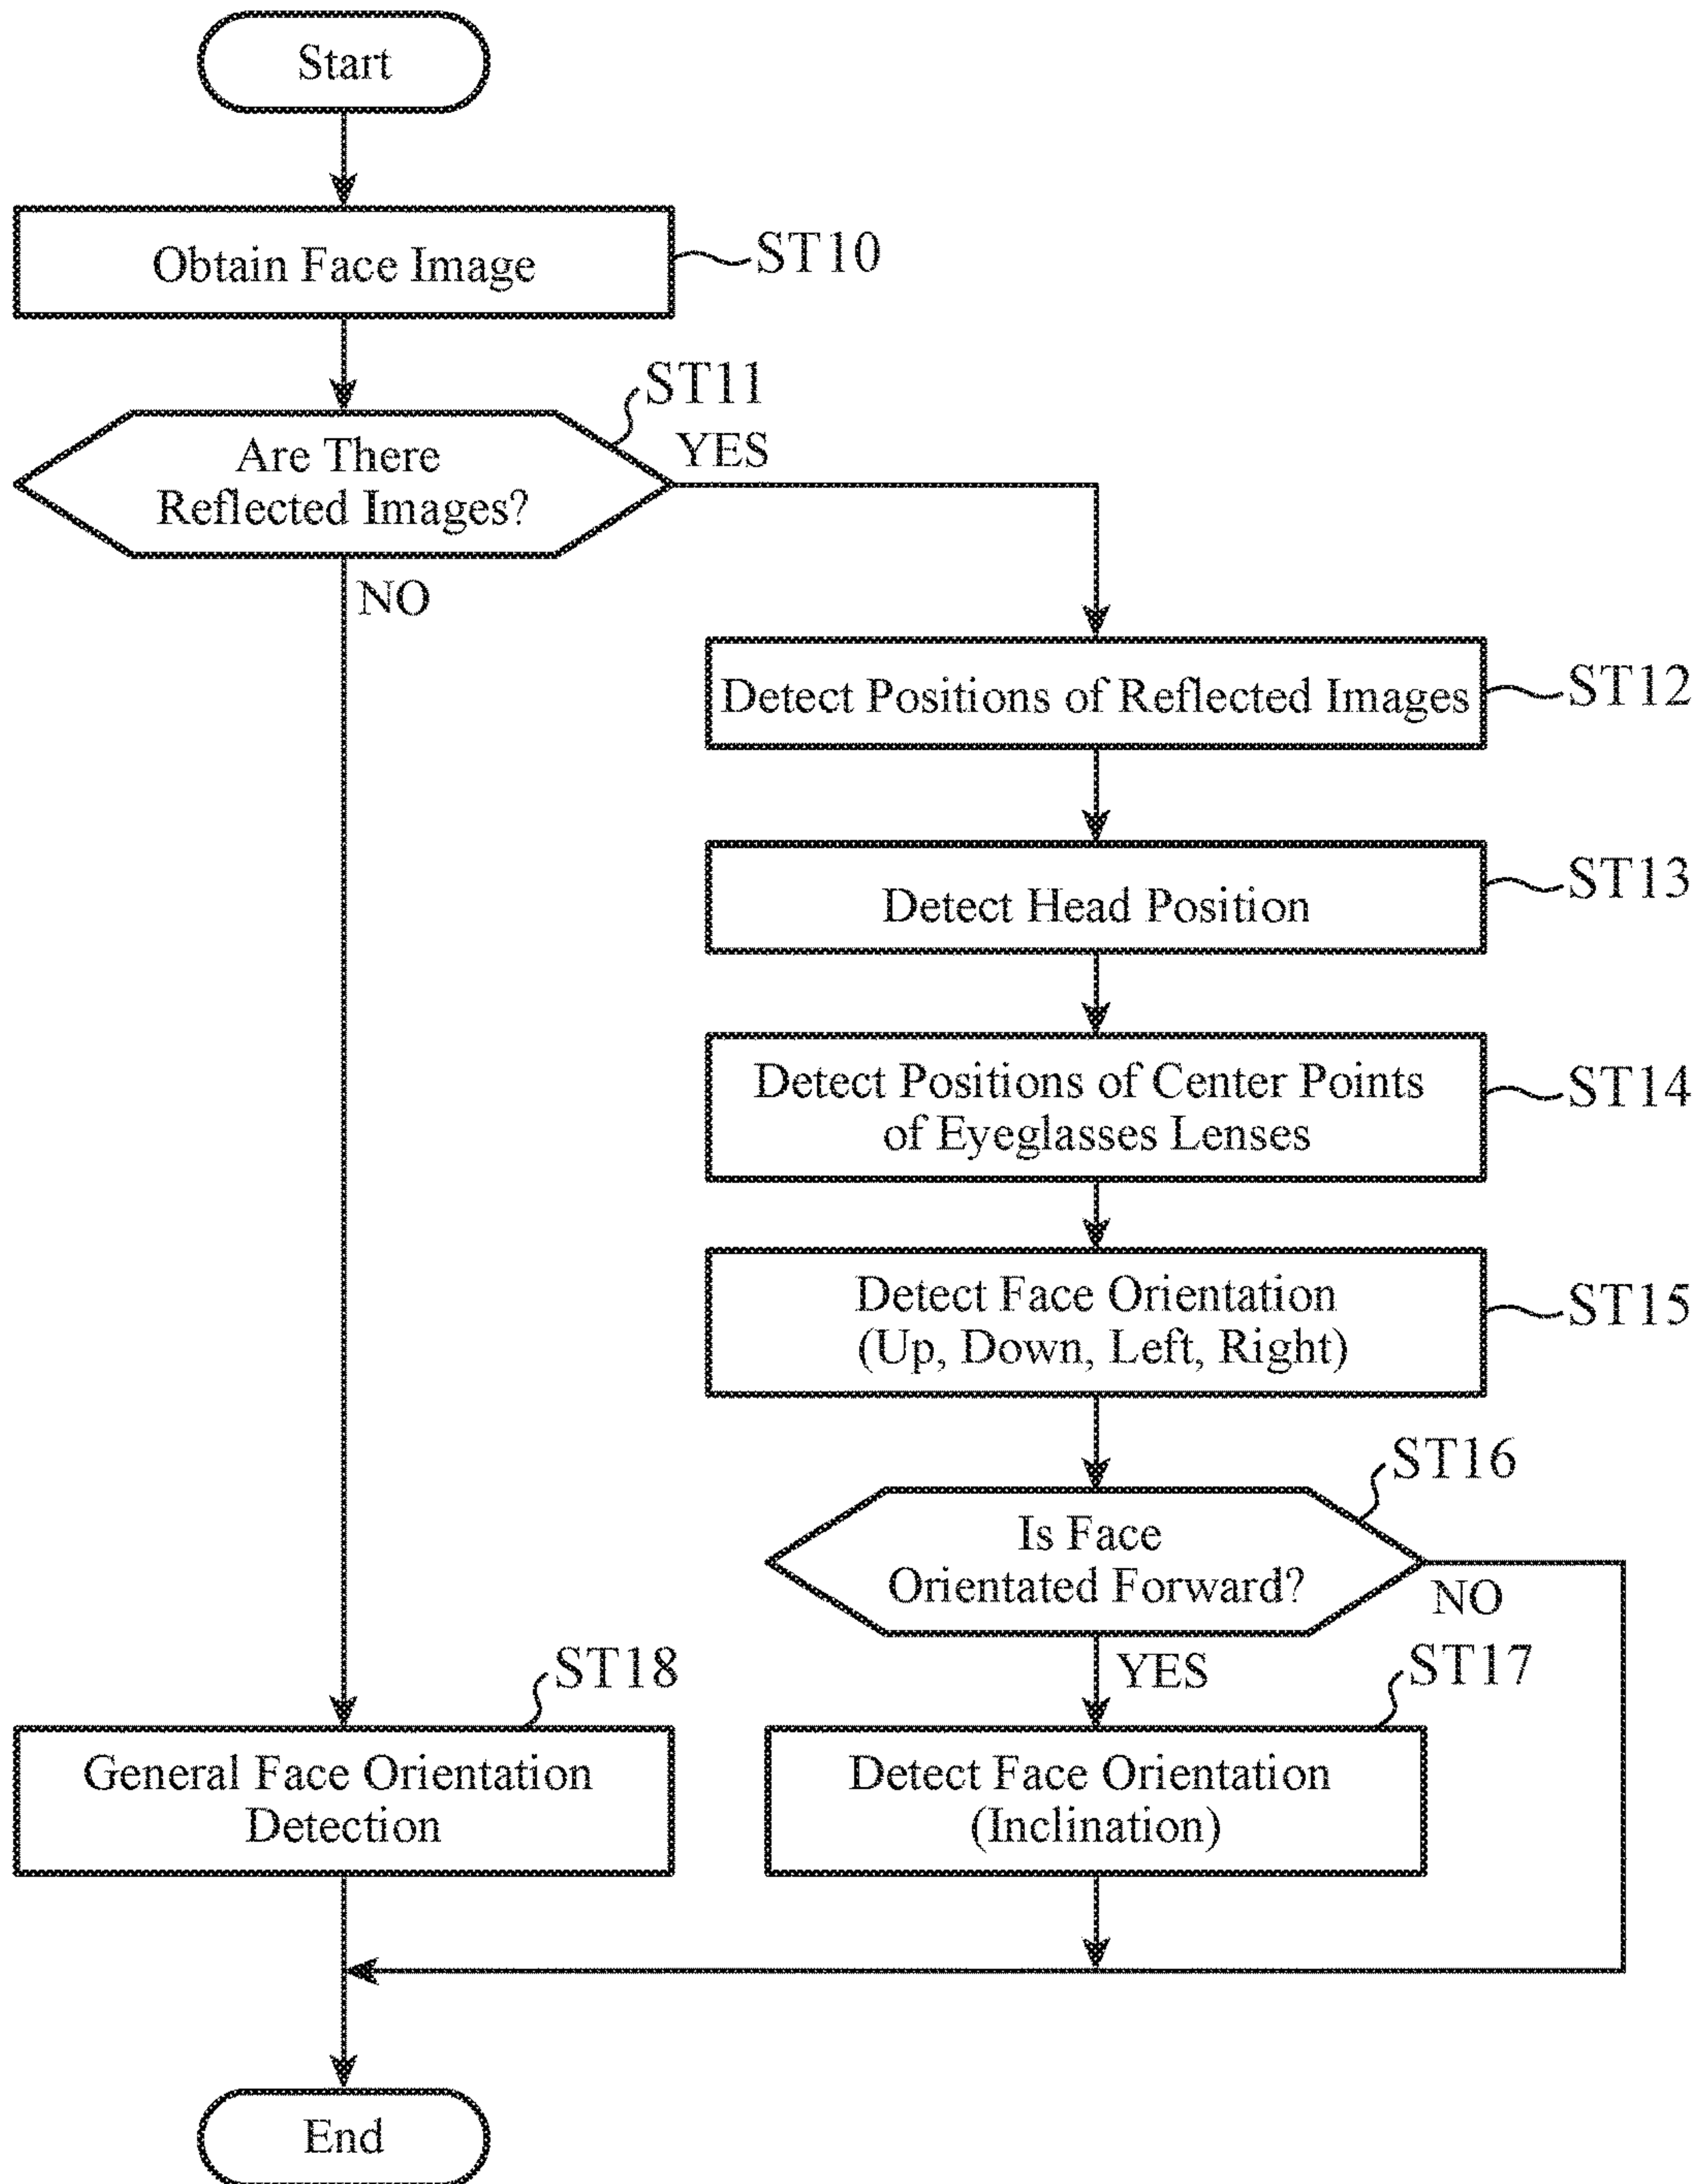 Start
Obtain Face Image
ST10
ST11
Are There
Reflected Images?
YES
NO
Detect Positions of Reflected Images
ST12
Detect Head Position
ST13
Detect Positions of Center Points
of Eyeglasses Lenses
ST14
Detect Face Orientation
(Up, Down, Left, Right)
ST15
ST16
Is Face
Orientated Forward?
NO
YES
ST17
ST18
General Face Orientation
Detection
Detect Face Orientation
(Inclination)
End